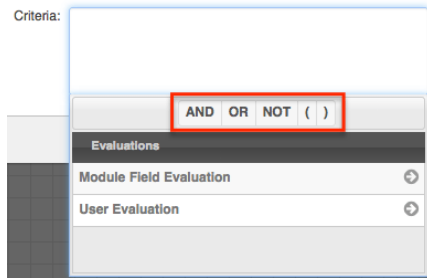 Criteria:
AND OR NOT ( )
Evaluations
Module Field Evaluation
User Evaluation